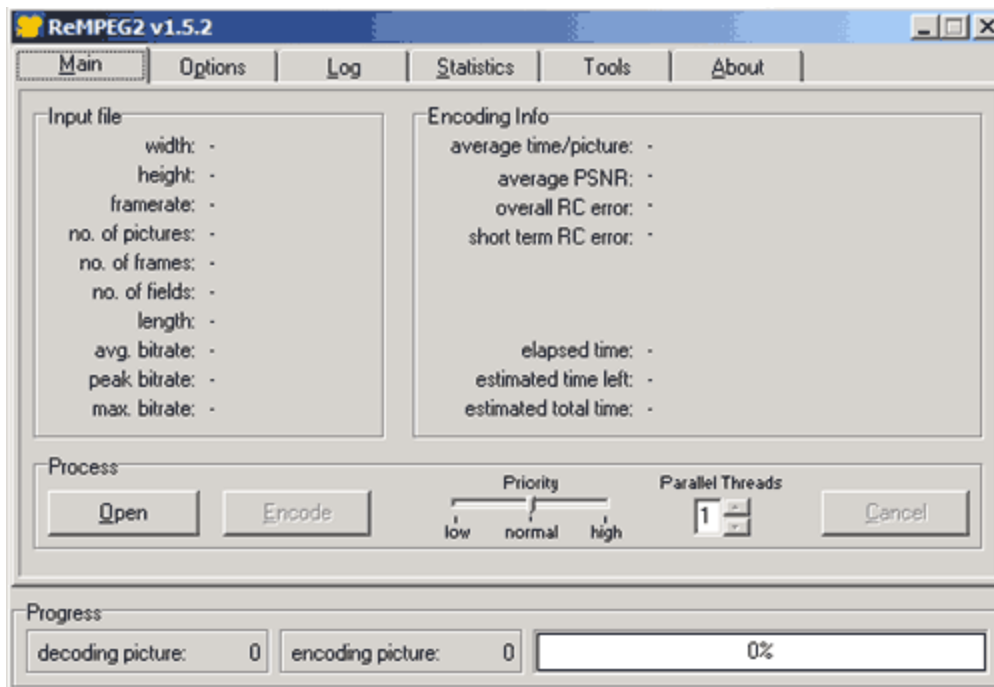 ReMPEG2 v1.5.2
Main Options Log Statistics Tools About
Input file
width: -
height: -
framerate: -
no. of pictures: -
no. of frames: -
no. of fields: -
length: -
avg. bitrate: -
peak bitrate: -
max. bitrate: -
Encoding Info
average time/picture: -
average PSNR: -
overall RC error: -
short term RC error: -
elapsed time: -
estimated time left: -
estimated total time: -
Process
Open Encode
Priority
low normal high
Parallel Threads
1
Cancel
Progress
decoding picture: 0 encoding picture: 0 0%